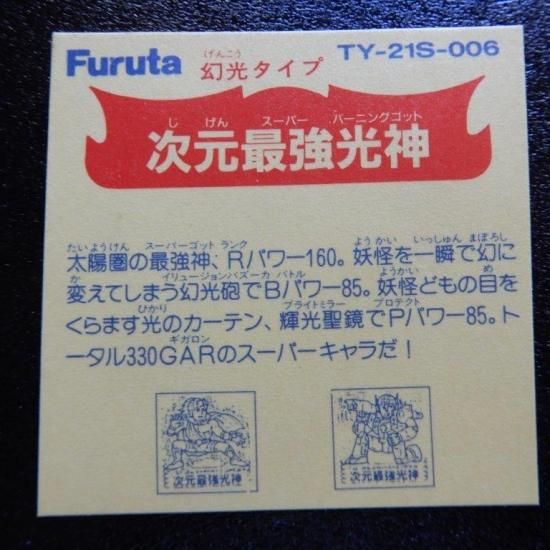 Furuta
げんこう
幻光タイプ
TY-21S-006
じ げん スーパー バーニングゴット
次元最強光神
たいようけん スーパーゴット ランク ようかい いっしゅん まぼろし
太陽圏の最強神、Rパワー160。妖怪を一瞬で幻に
か イリュージョンバズーカ バトル ようかい め
変えてしまう幻光砲でBパワー85。妖怪どもの目を
ひかり ブライトミラー プロテクト
くらます光のカーテン、輝光聖鏡でPパワー85。ト
ギガロン
ータル330GARのスーパーキャラだ!
次元最強光神
次元最強光神